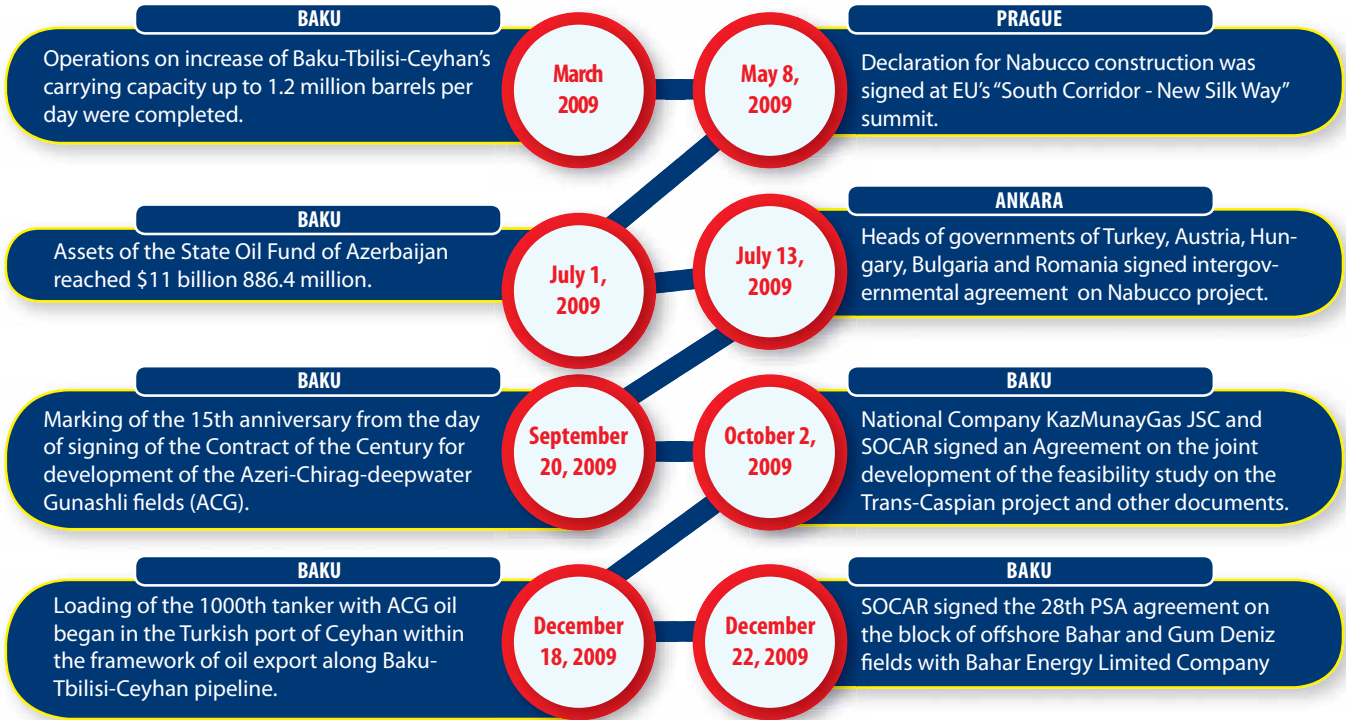 BAKU
Operations on increase of Baku-Tbilisi-Ceyhan's
carrying capacity up to 1.2 million barrels per
day were completed.
March
2009
PRAGUE
May 8,
2009
Declaration for Nabucco construction was
signed at EU's "South Corridor - New Silk Way"
summit.
BAKU
Assets of the State Oil Fund of Azerbaijan
reached $11 billion 886.4 million.
July 1,
2009
ANKARA
July 13,
2009
Heads of governments of Turkey, Austria, Hun-
gary, Bulgaria and Romania signed intergov-
ernmental agreement on Nabucco project.
BAKU
Marking of the 15th anniversary from the day
of signing of the Contract of the Century for
development of the Azeri-Chirag-deepwater
Gunashli fields (ACG).
September
20, 2009
BAKU
October 2,
2009
National Company KazMunayGas JSC and
SOCAR signed an Agreement on the joint
development of the feasibility study on the
Trans-Caspian project and other documents.
BAKU
Loading of the 1000th tanker with ACG oil
began in the Turkish port of Ceyhan within
the framework of oil export along Baku-
Tbilisi-Ceyhan pipeline.
December
18, 2009
BAKU
December
22, 2009
SOCAR signed the 28th PSA agreement on
the block of offshore Bahar and Gum Deniz
fields with Bahar Energy Limited Company